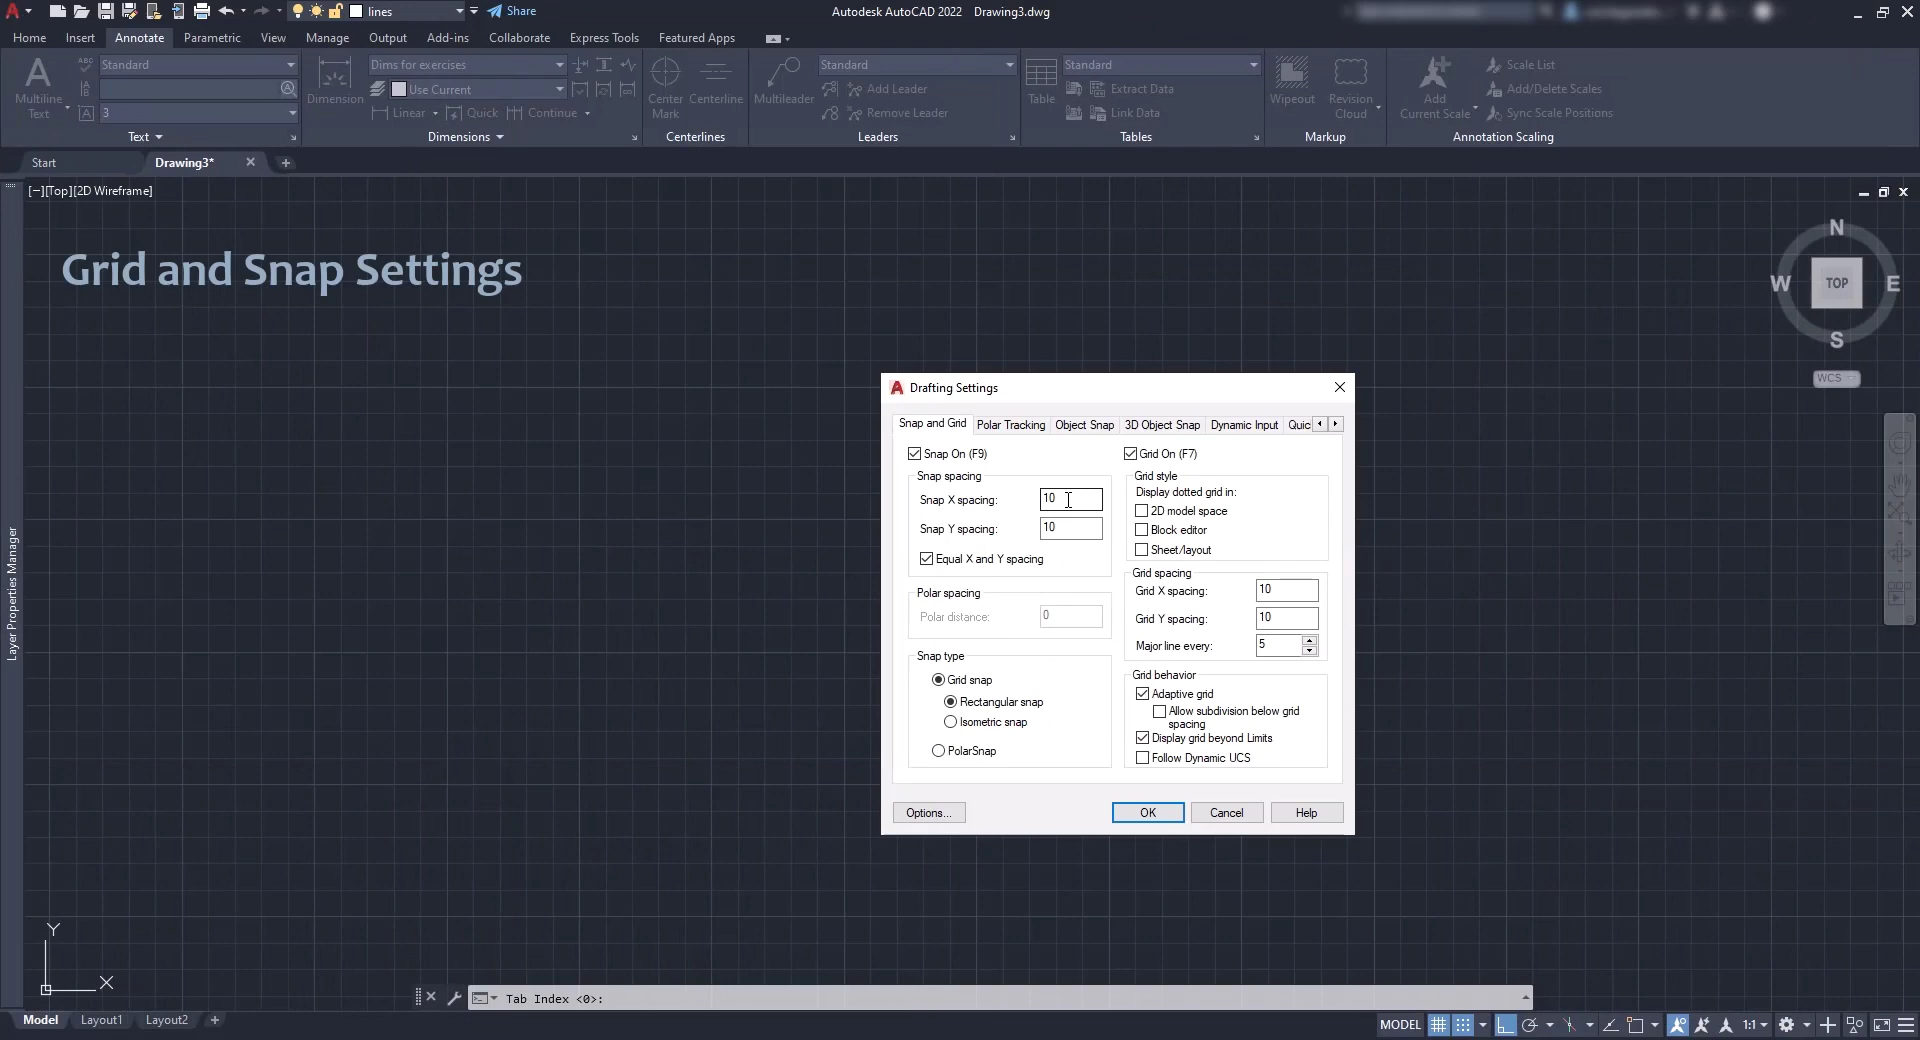 lines
Share
Autodesk AutoCAD 2022 Drawing3.dwg
Home Insert Annotate Parametric View Manage Output Add-ins Collaborate Express Tools Featured Apps
Multiline Text
ABC
Standard
3
Text
Dimension
Dims for exercises
Use Current
Linear Quick Continue
Dimensions
Center Mark
Centerline
Centerlines
Multileader
Standard
Add Leader
Remove Leader
Leaders
Table
Standard
Extract Data
Link Data
Tables
Wipeout
Revision Cloud
Markup
Add Current Scale
Scale List
Add/Delete Scales
Sync Scale Positions
Annotation Scaling
Start Drawing3*
[−][Top][2D Wireframe]
Grid and Snap Settings
N
W TOP E
S
WCS
Layer Properties Manager
Drafting Settings
Snap and Grid Polar Tracking Object Snap 3D Object Snap Dynamic Input Quic
Snap On (F9)
Snap spacing
Snap X spacing: 10
Snap Y spacing: 10
Equal X and Y spacing
Polar spacing
Polar distance: 0
Snap type
Grid snap
Rectangular snap
Isometric snap
PolarSnap
Grid On (F7)
Grid style
Display dotted grid in:
2D model space
Block editor
Sheet/layout
Grid spacing
Grid X spacing: 10
Grid Y spacing: 10
Major line every: 5
Grid behavior
Adaptive grid
Allow subdivision below grid
spacing
Display grid beyond Limits
Follow Dynamic UCS
Options... OK Cancel Help
Y
X
Tab Index <0>:
Model Layout1 Layout2
MODEL 1:1